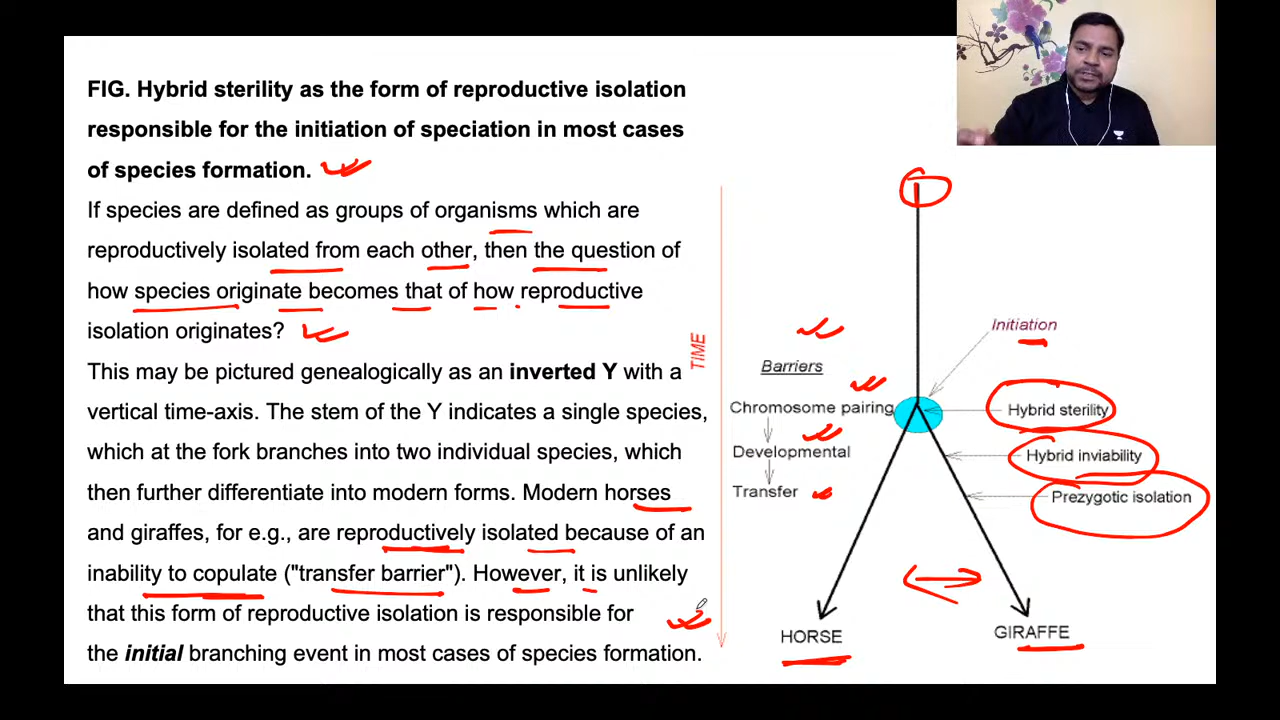 FIG. Hybrid sterility as the form of reproductive isolation
responsible for the initiation of speciation in most cases
of species formation.
If species are defined as groups of organisms which are
reproductively isolated from each other, then the question of
how species originate becomes that of how reproductive
isolation originates?
This may be pictured genealogically as an inverted Y with a
vertical time-axis. The stem of the Y indicates a single species,
which at the fork branches into two individual species, which
then further differentiate into modern forms. Modern horses
and giraffes, for e.g., are reproductively isolated because of an
inability to copulate ("transfer barrier"). However, it is unlikely
that this form of reproductive isolation is responsible for
the initial branching event in most cases of species formation.
TIME
Initiation
Barriers
Chromosome pairing
Hybrid sterility
Developmental
Hybrid inviability
Transfer
Prezygotic isolation
HORSE
GIRAFFE